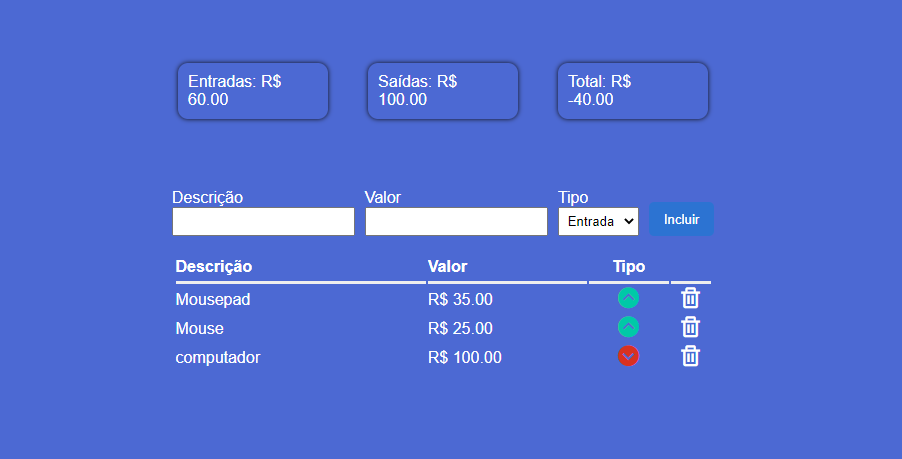 Entradas: R$
60.00
Saídas: R$
100.00
Total: R$
-40.00
Descrição
Valor
Tipo
Entrada
Incluir
Descrição Valor Tipo
Mousepad R$ 35.00
Mouse R$ 25.00
computador R$ 100.00